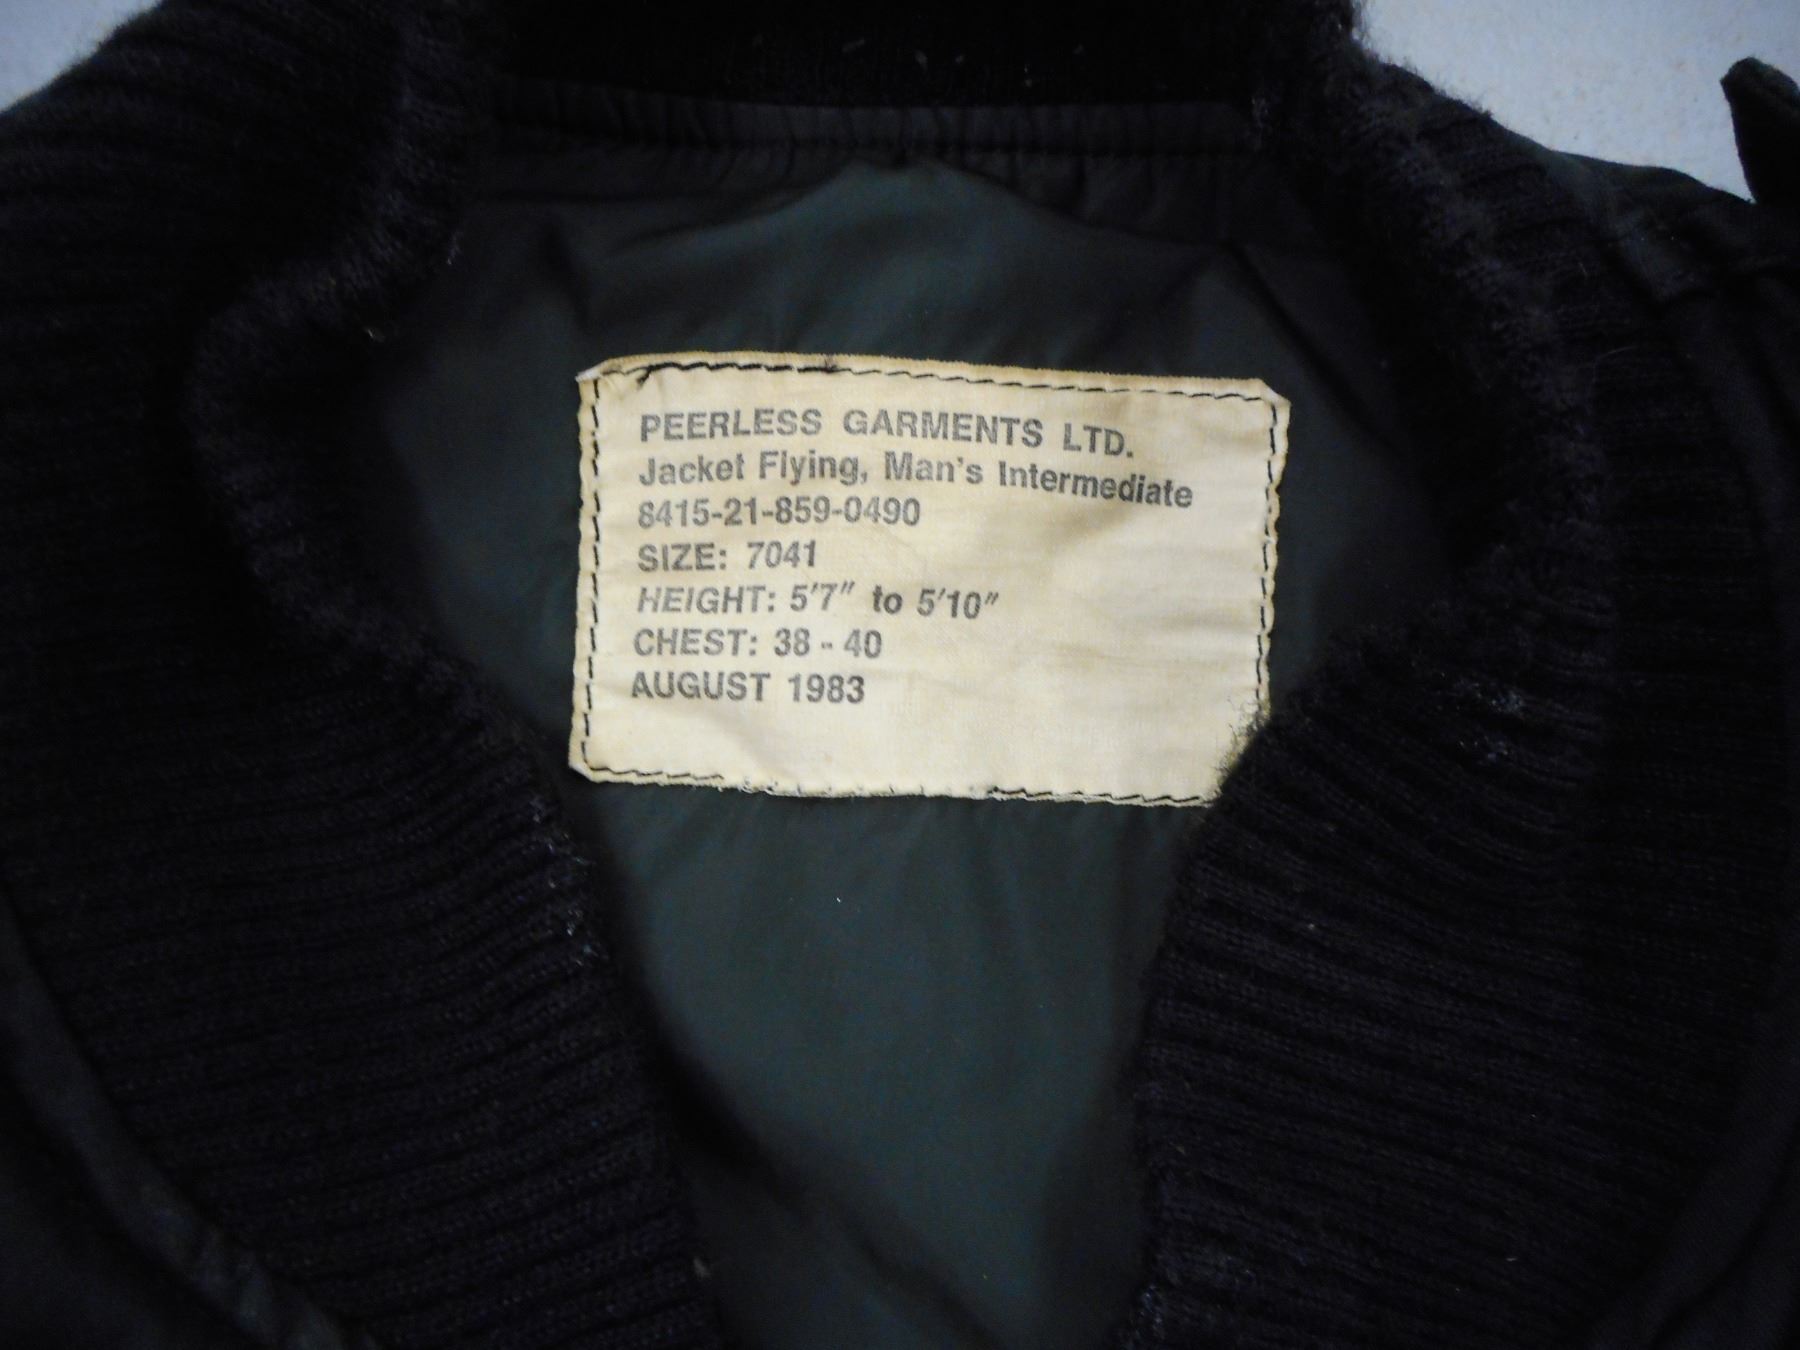 PEERLESS GARMENTS LTD.
Jacket Flying, Man's Intermediate
8415-21-859-0490
SIZE: 7041
HEIGHT: 5'7" to 5'10"
CHEST: 38 - 40
AUGUST 1983